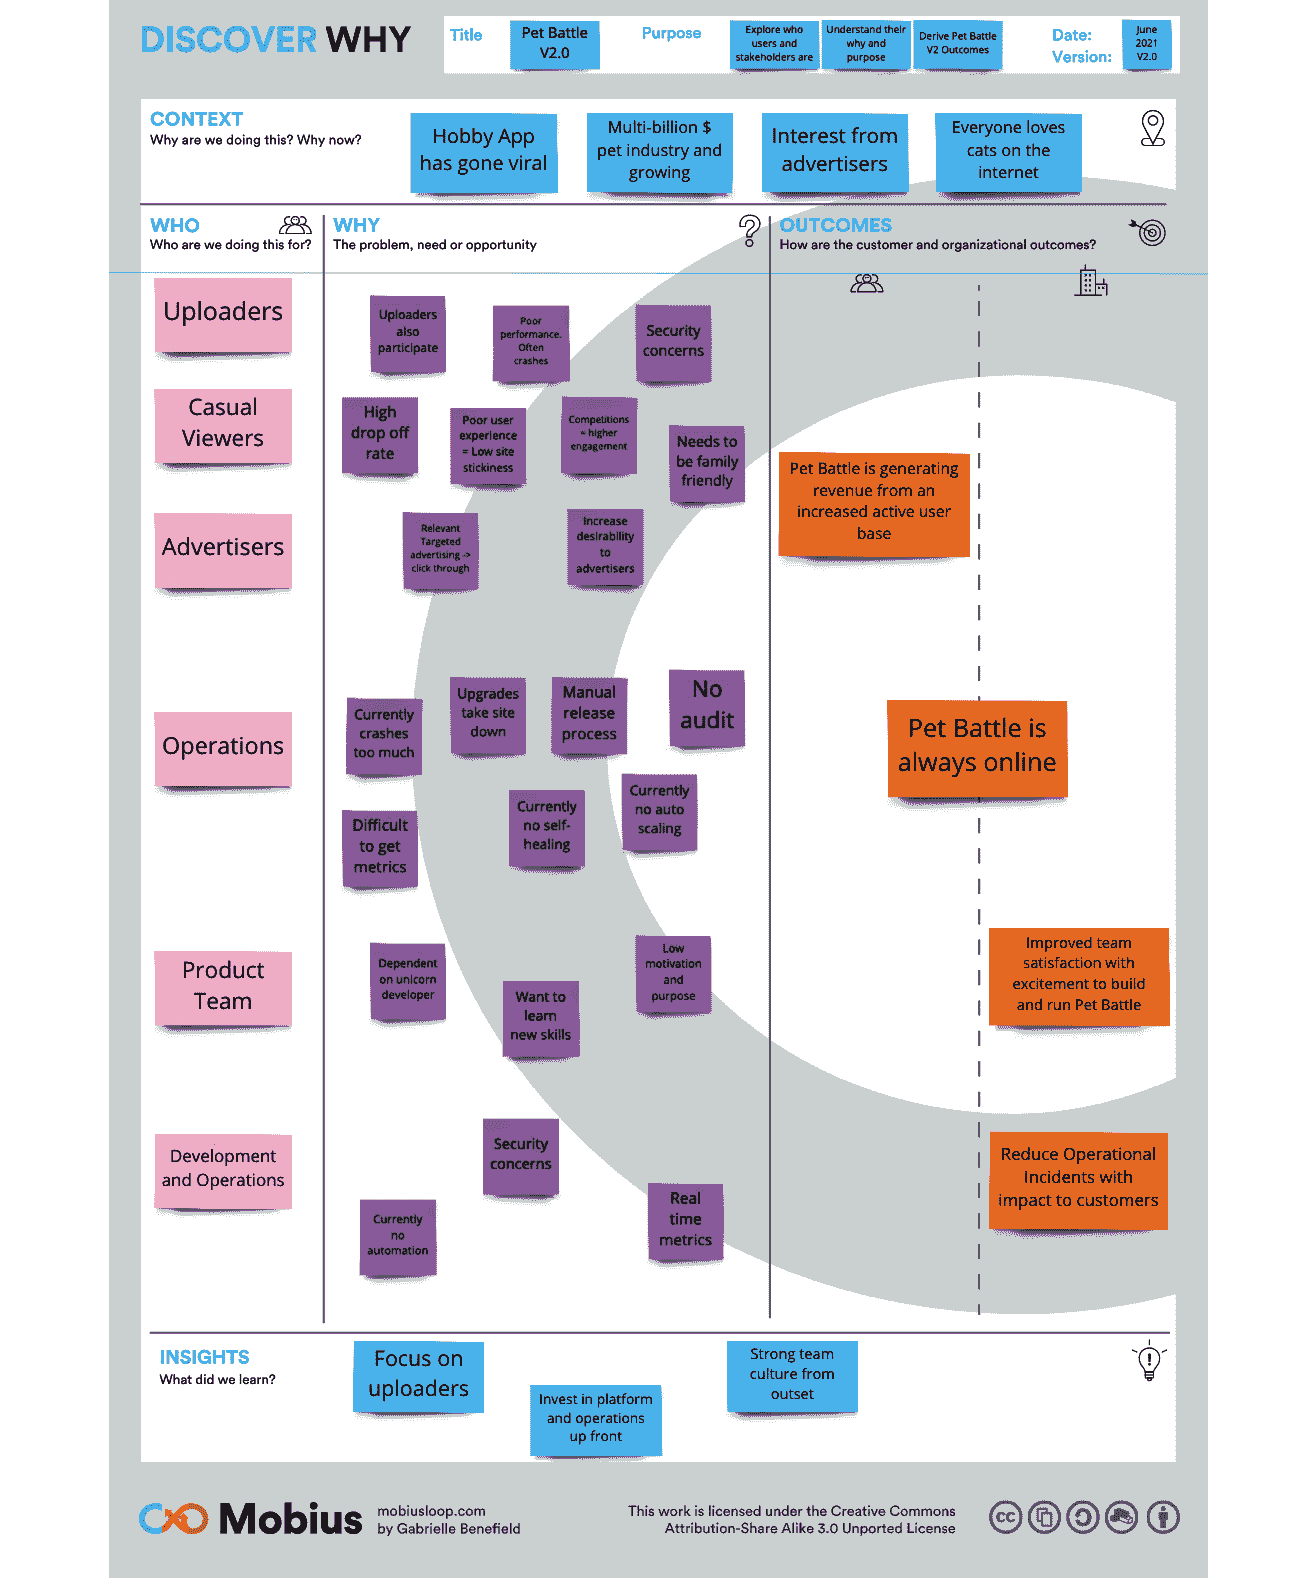 DISCOVER WHY
Title
Pet Battle
V2.0
Purpose
Explore who
users and
stakeholders are
Understand their
why and
purpose
Derive Pet Battle
V2 Outcomes
Date:
Version:
June
2021
V2.0
CONTEXT
Why are we doing this? Why now?
Hobby App
has gone viral
Multi-billion $
pet industry and
growing
Interest from
advertisers
Everyone loves
cats on the
internet
WHO
Who are we doing this for?
WHY
The problem, need or opportunity
OUTCOMES
How are the customer and organizational outcomes?
Uploaders
Uploaders
also
participate
Poor
performance.
Often
crashes
Security
concerns
Casual
Viewers
High
drop off
rate
Poor user
experience
= Low site
stickiness
Competitions
= higher
engagement
Needs to
be family
friendly
Pet Battle is generating
revenue from an
increased active user
base
Advertisers
Relevant
Targeted
advertising ->
click through
Increase
desirability
to
advertisers
Operations
Currently
crashes
too much
Upgrades
take site
down
Manual
release
process
No
audit
Pet Battle is
always online
Difficult
to get
metrics
Currently
no self-
healing
Currently
no auto
scaling
Product
Team
Dependent
on unicorn
developer
Want to
learn
new skills
Low
motivation
and
purpose
Improved team
satisfaction with
excitement to build
and run Pet Battle
Development
and Operations
Currently
no
automation
Security
concerns
Real
time
metrics
Reduce Operational
Incidents with
impact to customers
INSIGHTS
What did we learn?
Focus on
uploaders
Invest in platform
and operations
up front
Strong team
culture from
outset
Mobius
mobiusloop.com
by Gabrielle Benefield
This work is licensed under the Creative Commons
Attribution-Share Alike 3.0 Unported License
cc